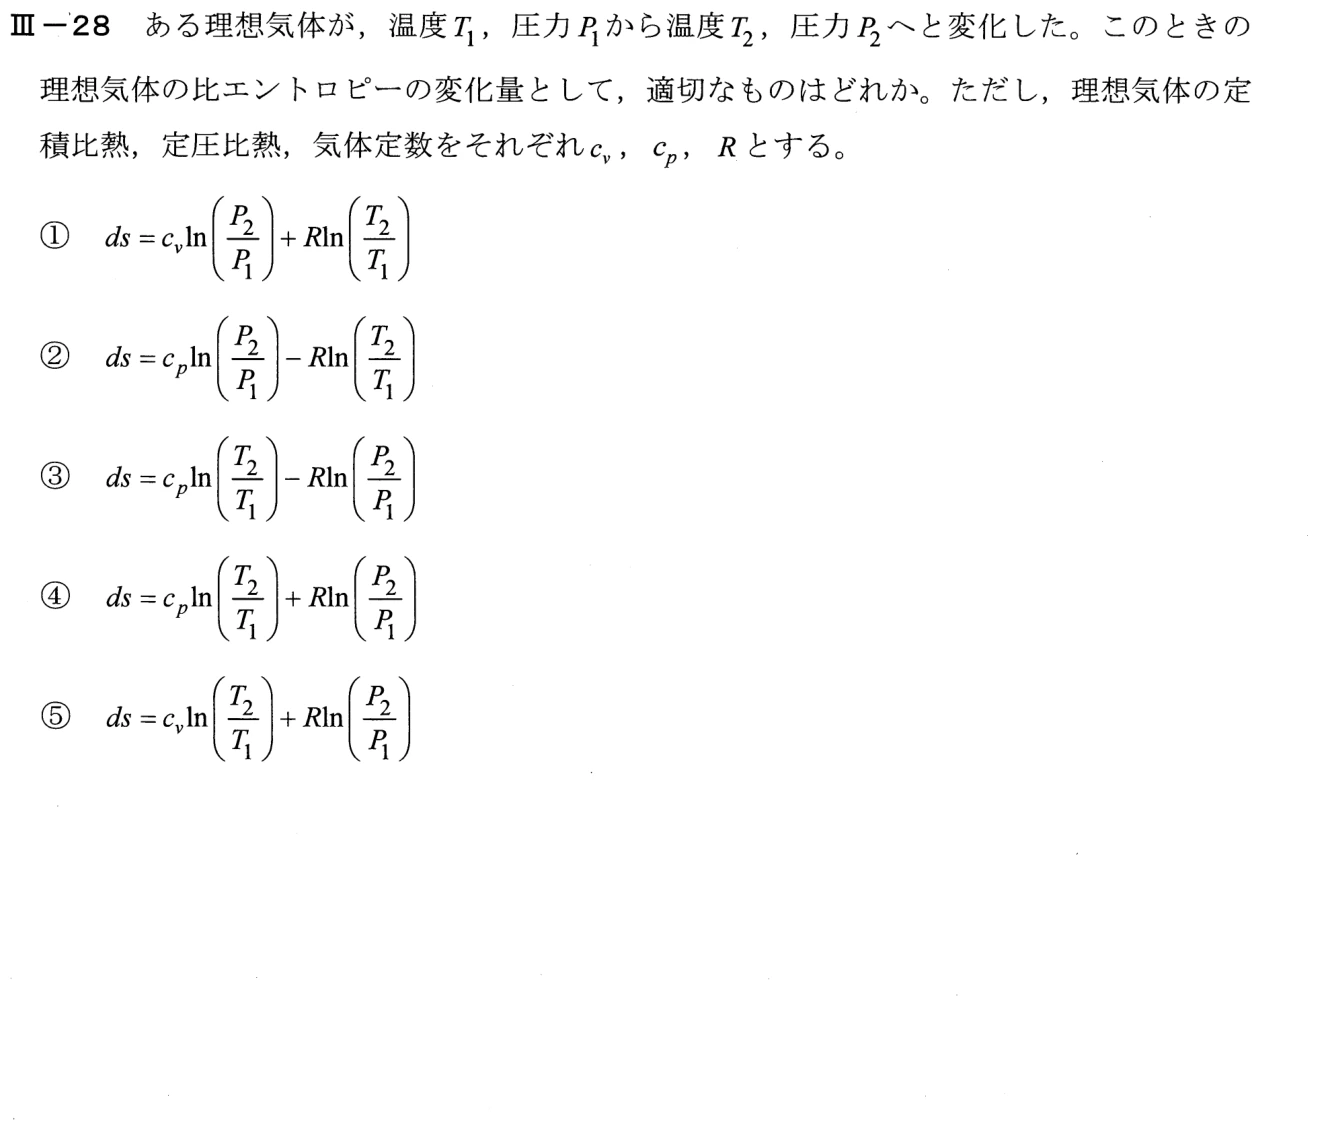 Ⅲ－28　ある理想気体が，温度T₁，圧力P₁から温度T₂，圧力P₂へと変化した。このときの
理想気体の比エントロピーの変化量として，適切なものはどれか。ただし，理想気体の定
積比熱，定圧比熱，気体定数をそれぞれc_v，c_p，Rとする。
① ds = c_v ln(P₂/P₁) + R ln(T₂/T₁)
② ds = c_p ln(P₂/P₁) − R ln(T₂/T₁)
③ ds = c_p ln(T₂/T₁) − R ln(P₂/P₁)
④ ds = c_p ln(T₂/T₁) + R ln(P₂/P₁)
⑤ ds = c_v ln(T₂/T₁) + R ln(P₂/P₁)